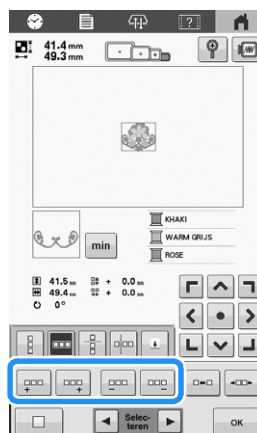 41.4 mm
49.3 mm
KHAKI
WARM GRIJS
ROSE
min
41.5 mm + 0.0 mm
49.4 mm + 0.0 mm
0°
Selec-
teren
OK